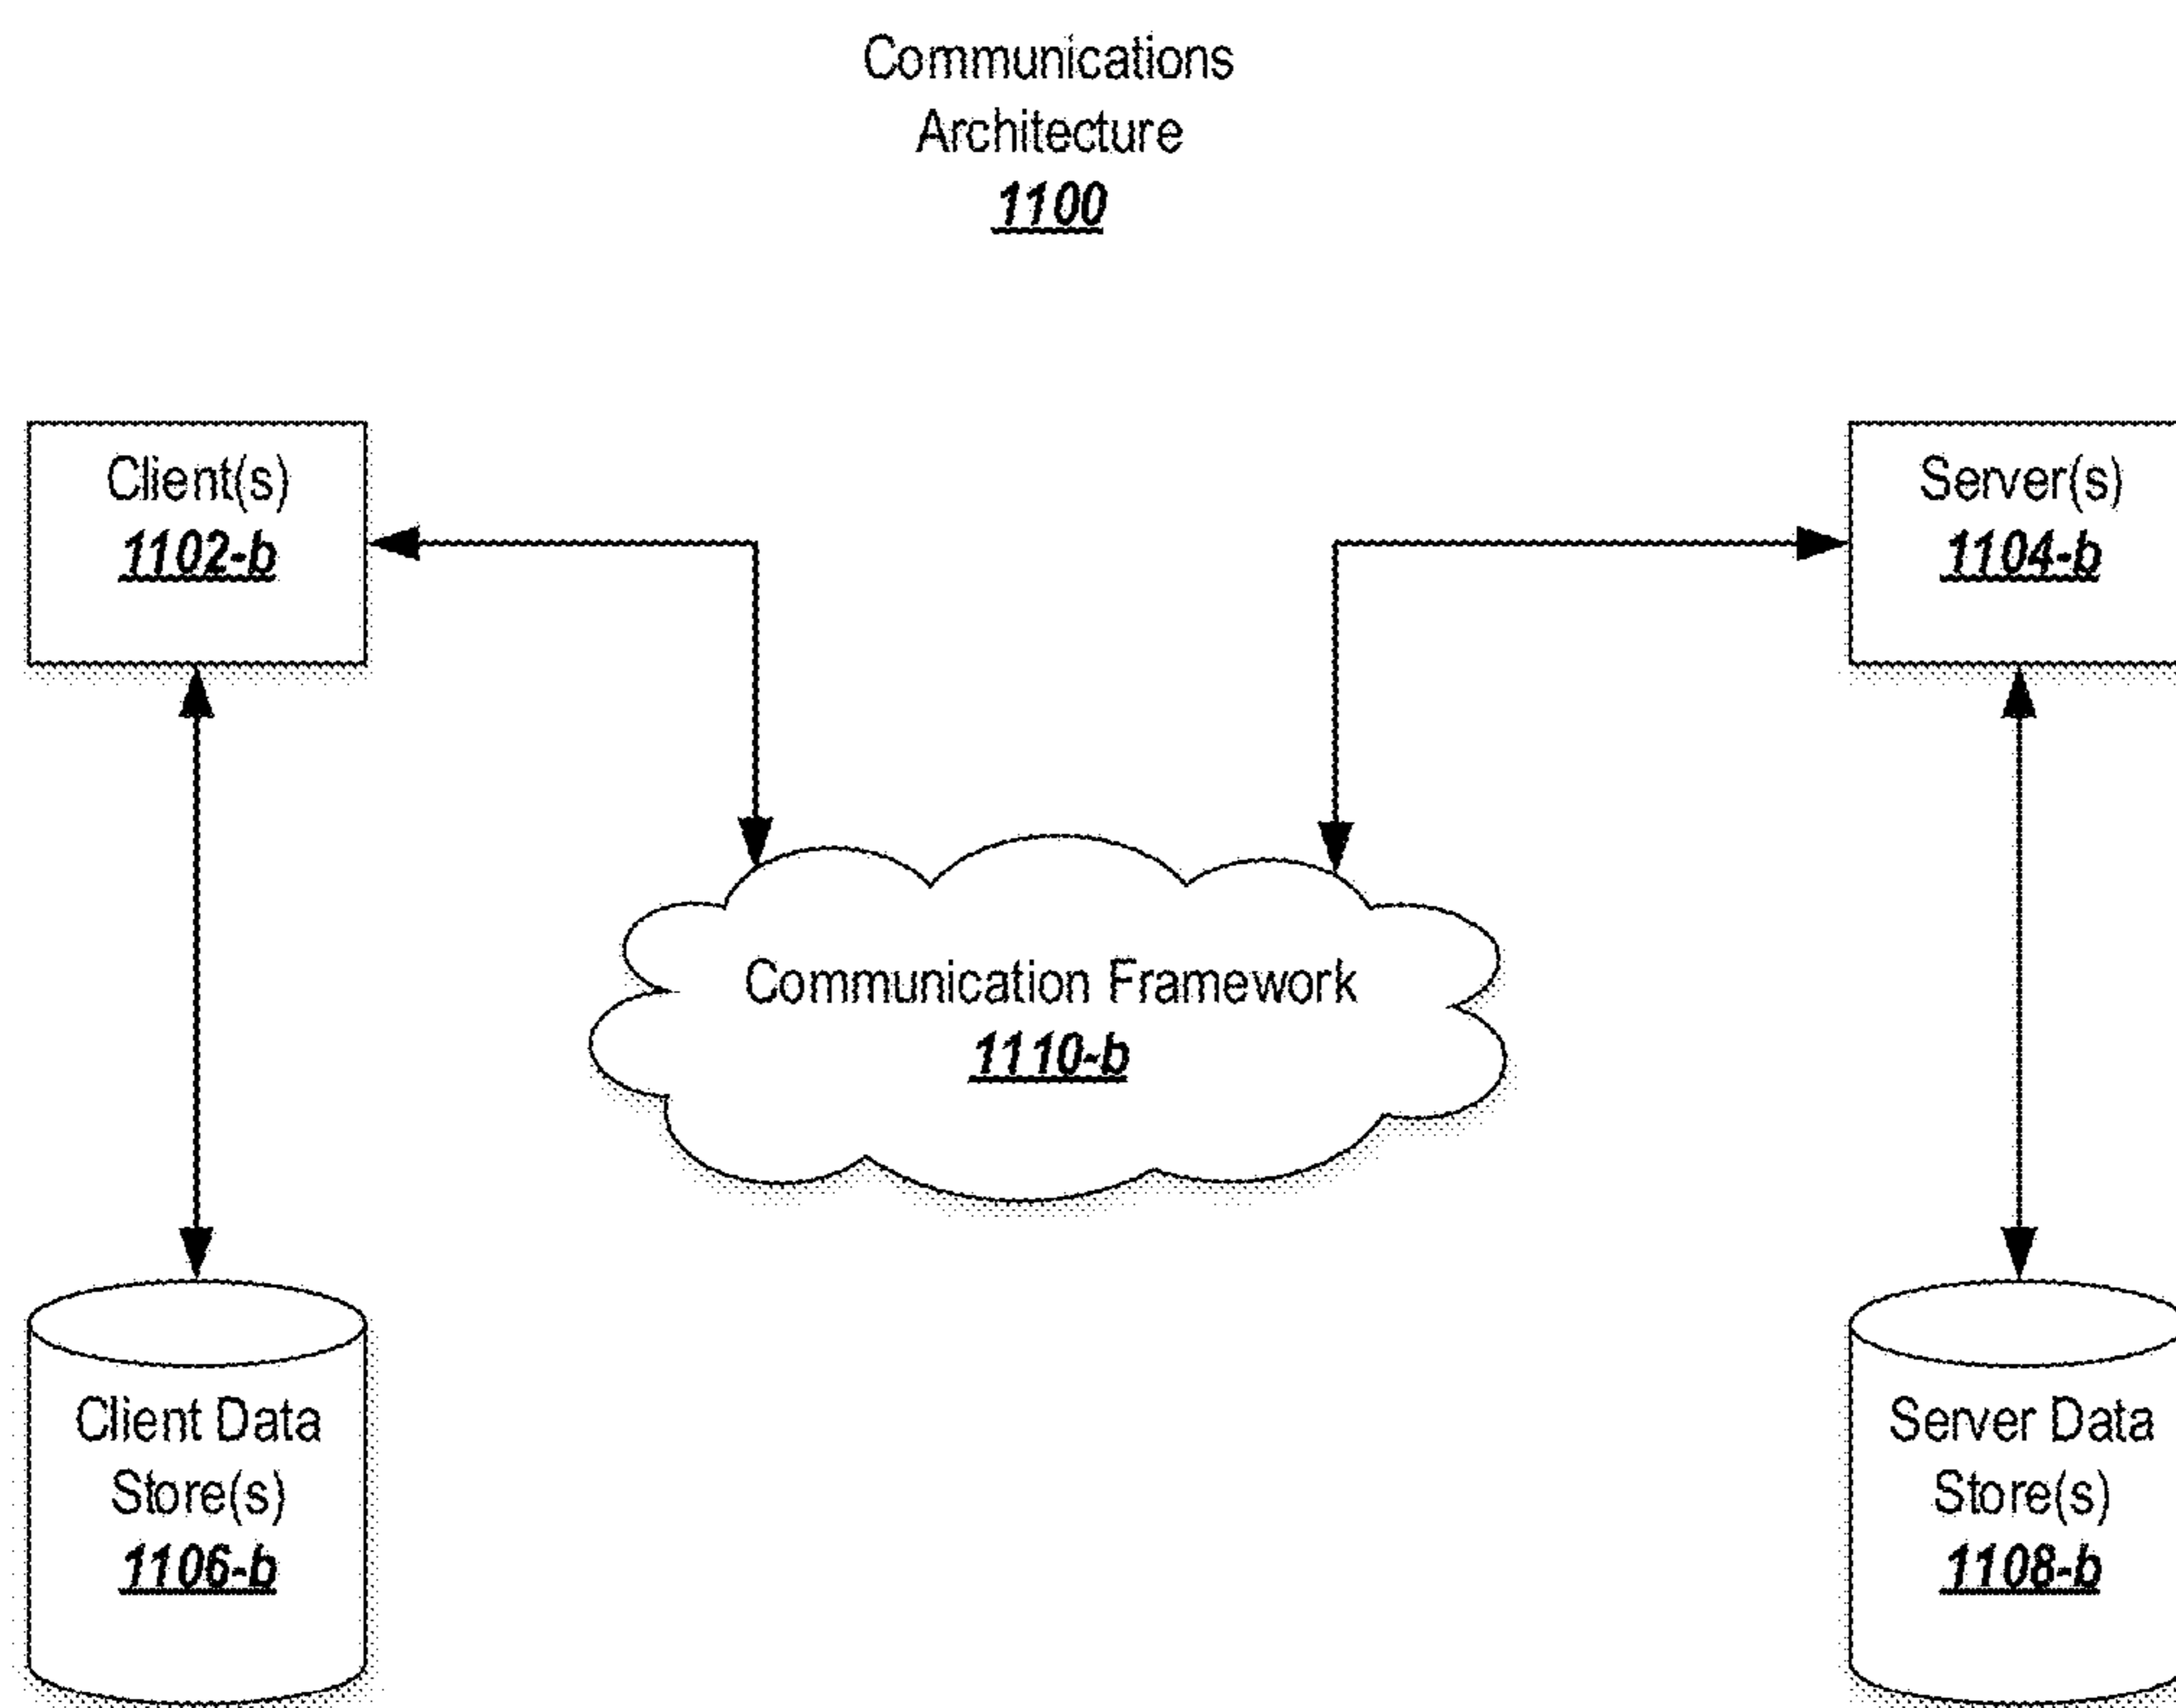 Communications
Architecture
1100
Client(s)
1102-b
Server(s)
1104-b
Communication Framework
1110-b
Client Data
Store(s)
1106-b
Server Data
Store(s)
1108-b